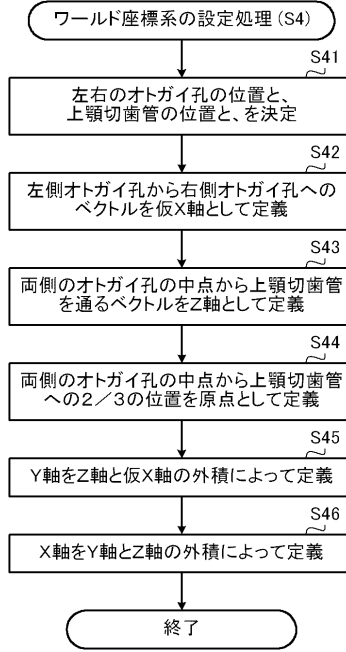 ワールド座標系の設定処理(S4)
S41
左右のオトガイ孔の位置と、
上顎切歯管の位置と、を決定
S42
左側オトガイ孔から右側オトガイ孔への
ベクトルを仮X軸として定義
S43
両側のオトガイ孔の中点から上顎切歯管
を通るベクトルをZ軸として定義
S44
両側のオトガイ孔の中点から上顎切歯管
への2/3の位置を原点として定義
S45
Y軸をZ軸と仮X軸の外積によって定義
S46
X軸をY軸とZ軸の外積によって定義
終了